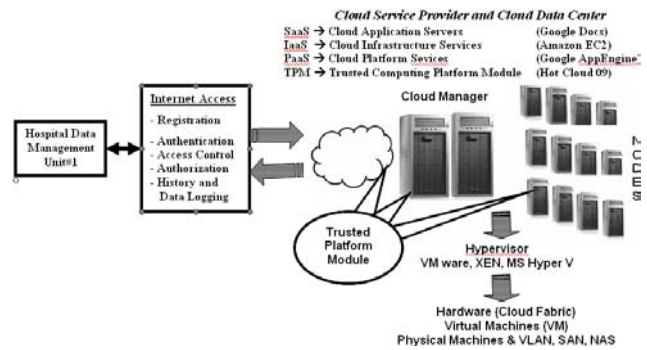 Cloud Service Provider and Cloud Data Center
SaaS → Cloud Application Servers (Google Docs)
IaaS → Cloud Infrastructure Services (Amazon EC2)
PaaS → Cloud Platform Sevices (Google AppEngine"
TPM → Trusted Computing Platform Module (Hot Cloud 09)
Internet Access
- Registration
- Authentication
- Access Control
- Authorization
- History and
Data Logging
Hospital Data
Management
Unit#1
Cloud Manager
NODES
Trusted
Platform
Module
Hypervisor
VM ware, XEN, MS Hyper V
Hardware (Cloud Fabric)
Virtual Machines (VM)
Physical Machines & VLAN, SAN, NAS